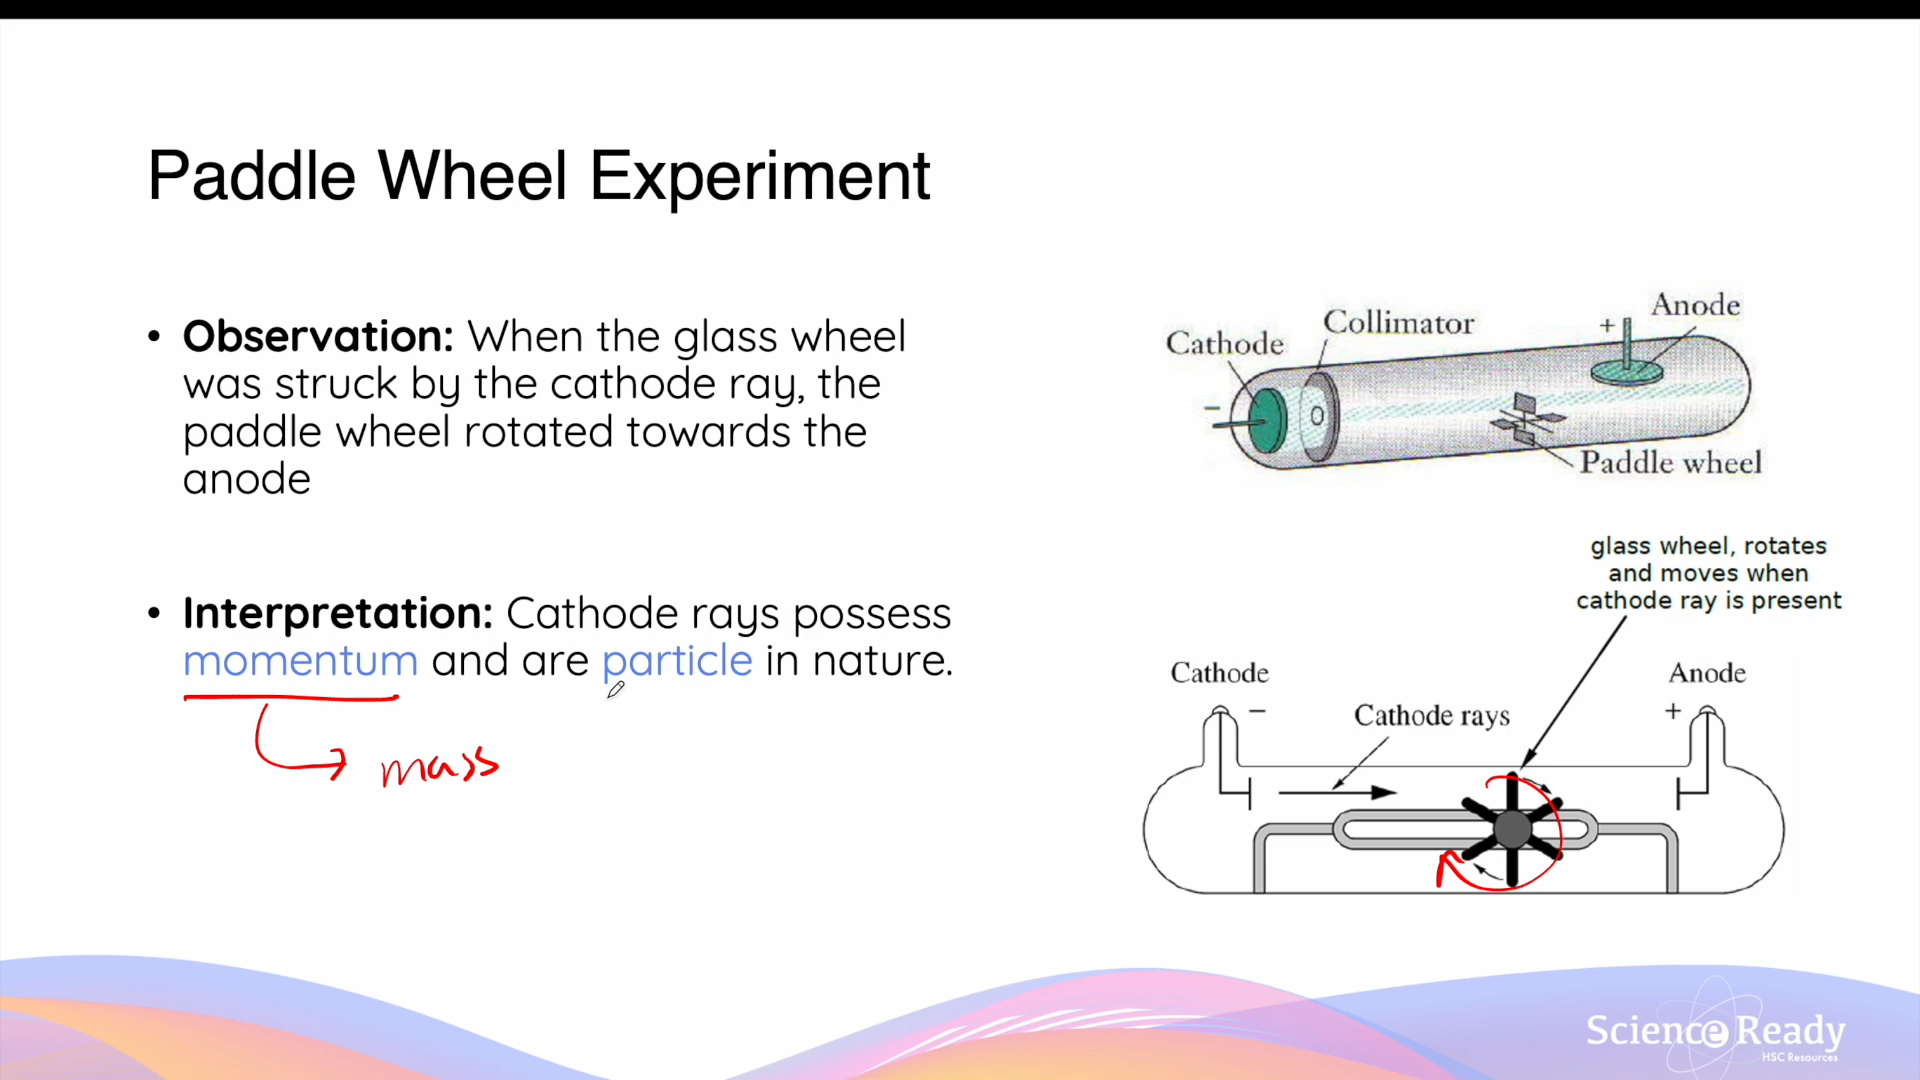 Paddle Wheel Experiment
• Observation: When the glass wheel
was struck by the cathode ray, the
paddle wheel rotated towards the
anode
• Interpretation: Cathode rays possess
momentum and are particle in nature.
mass
Anode
+
Collimator
Cathode
−
Paddle wheel
glass wheel, rotates
and moves when
cathode ray is present
Cathode
−
Anode
+
Cathode rays
Science Ready
HSC Resources